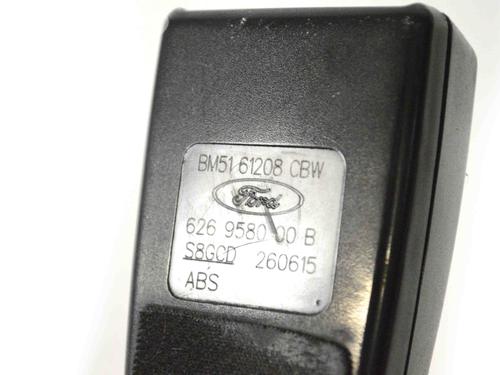 BM51 61208 CBW
Ford
626 9580 00 B
S8GCD 260615
ABS